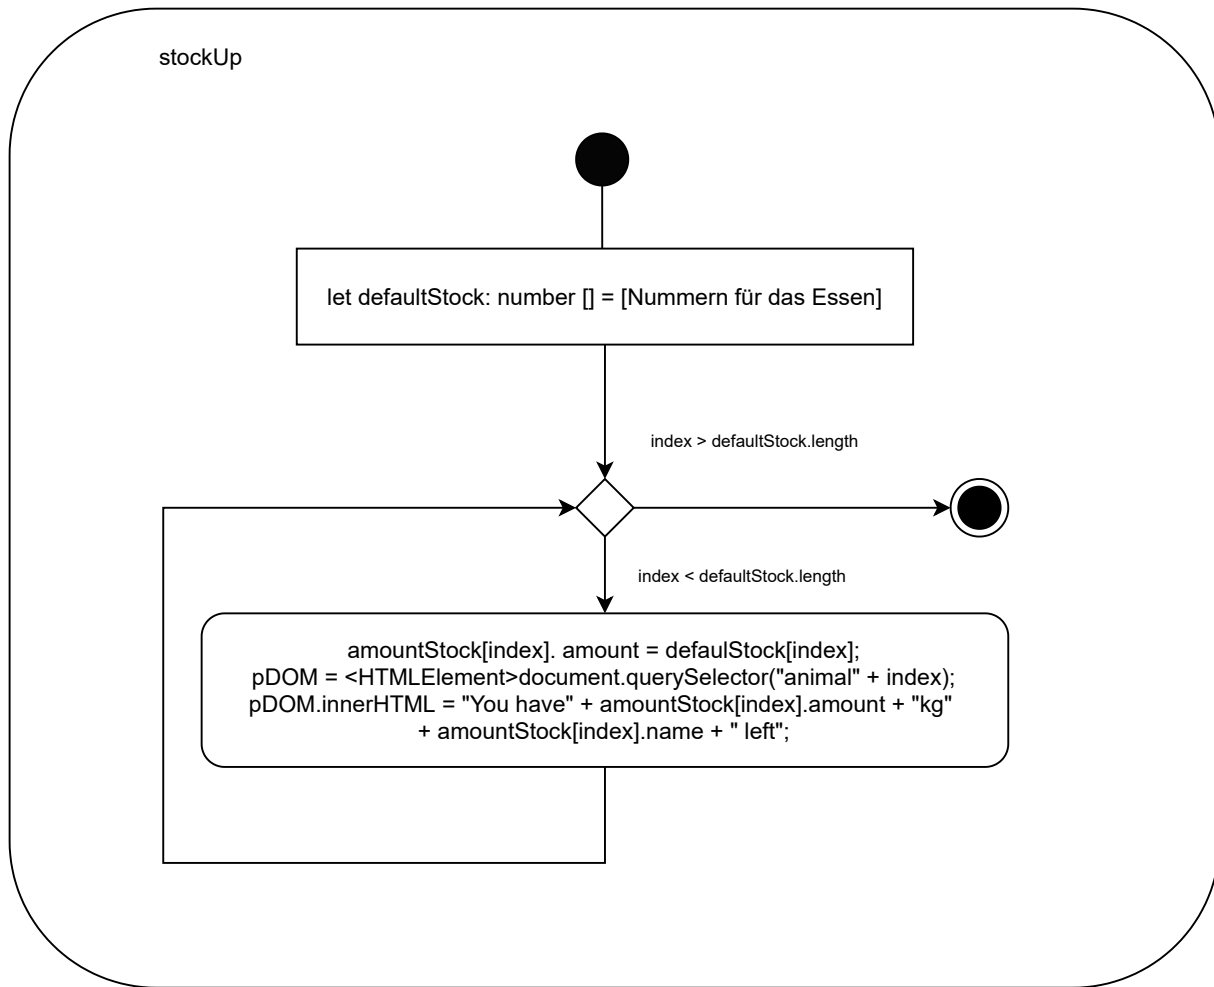 stockUp
let defaultStock: number [] = [Nummern für das Essen]
index > defaultStock.length
index < defaultStock.length
amountStock[index]. amount = defaulStock[index];
pDOM = <HTMLElement>document.querySelector("animal" + index);
pDOM.innerHTML = "You have" + amountStock[index].amount + "kg"
+ amountStock[index].name + " left";